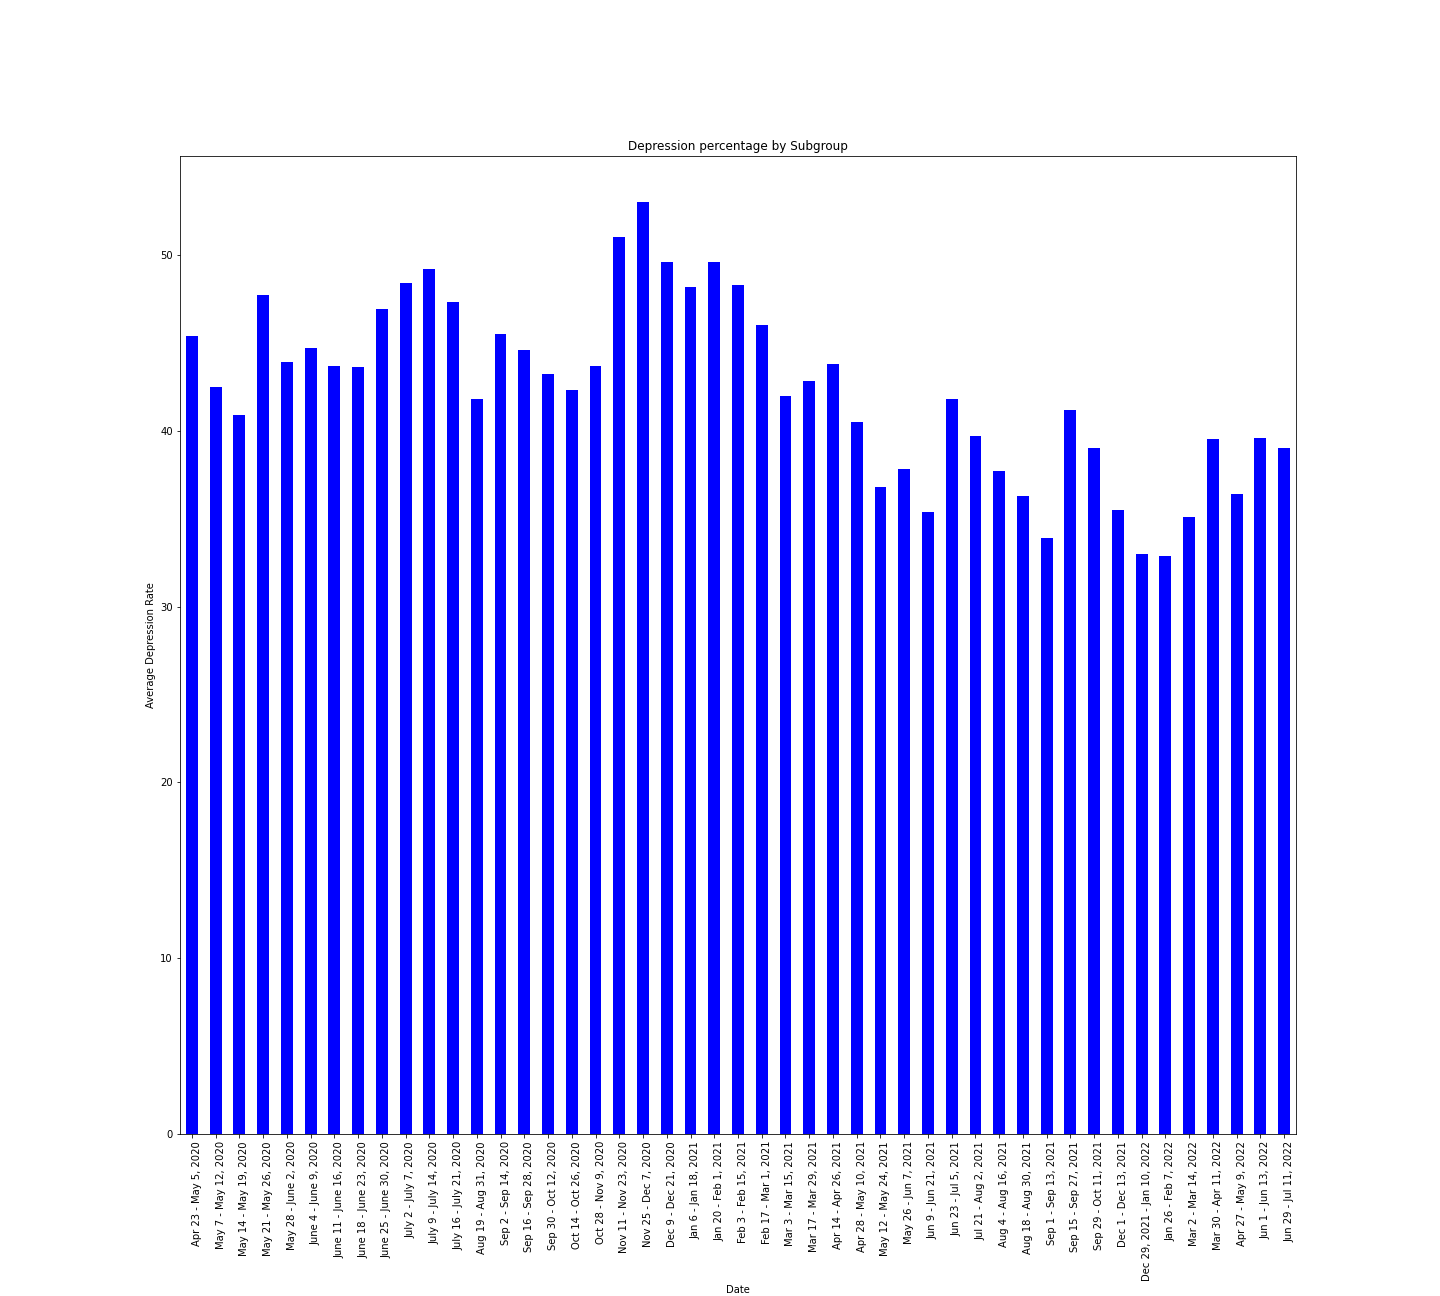 Depression percentage by Subgroup
Average Depression Rate
50
40
30
20
10
0
Apr 23 - May 5, 2020
May 7 - May 12, 2020
May 14 - May 19, 2020
May 21 - May 26, 2020
May 28 - June 2, 2020
June 4 - June 9, 2020
June 11 - June 16, 2020
June 18 - June 23, 2020
June 25 - June 30, 2020
July 2 - July 7, 2020
July 9 - July 14, 2020
July 16 - July 21, 2020
Aug 19 - Aug 31, 2020
Sep 2 - Sep 14, 2020
Sep 16 - Sep 28, 2020
Sep 30 - Oct 12, 2020
Oct 14 - Oct 26, 2020
Oct 28 - Nov 9, 2020
Nov 11 - Nov 23, 2020
Nov 25 - Dec 7, 2020
Dec 9 - Dec 21, 2020
Jan 6 - Jan 18, 2021
Jan 20 - Feb 1, 2021
Feb 3 - Feb 15, 2021
Feb 17 - Mar 1, 2021
Mar 3 - Mar 15, 2021
Mar 17 - Mar 29, 2021
Apr 14 - Apr 26, 2021
Apr 28 - May 10, 2021
May 12 - May 24, 2021
May 26 - Jun 7, 2021
Jun 9 - Jun 21, 2021
Jun 23 - Jul 5, 2021
Jul 21 - Aug 2, 2021
Aug 4 - Aug 16, 2021
Aug 18 - Aug 30, 2021
Sep 1 - Sep 13, 2021
Sep 15 - Sep 27, 2021
Sep 29 - Oct 11, 2021
Dec 1 - Dec 13, 2021
Dec 29, 2021 - Jan 10, 2022
Jan 26 - Feb 7, 2022
Mar 2 - Mar 14, 2022
Mar 30 - Apr 11, 2022
Apr 27 - May 9, 2022
Jun 1 - Jun 13, 2022
Jun 29 - Jul 11, 2022
Date